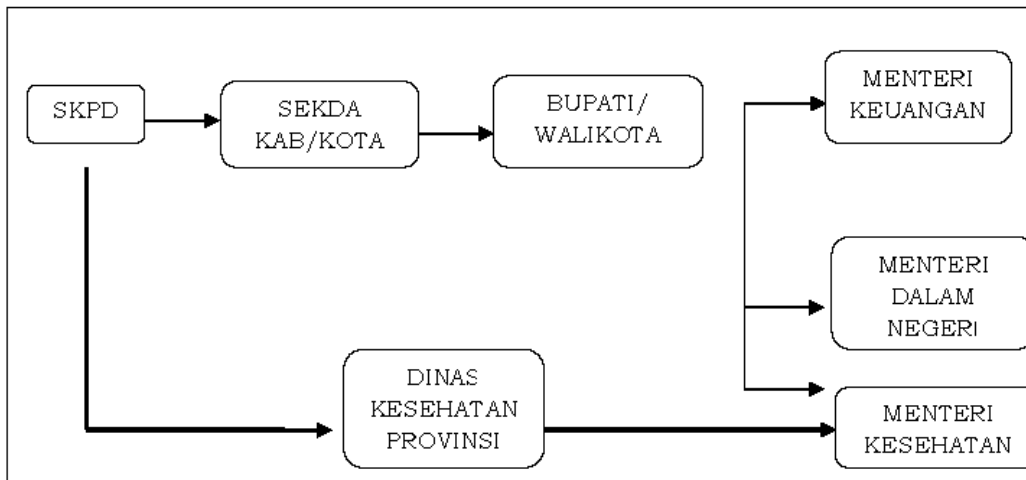 SKPD
SEKDA
KAB/KOTA
BUPATI/
WALIKOTA
MENTERI
KEUANGAN
MENTERI
DALAM
NEGERI
DINAS
KESEHATAN
PROVINSI
MENTERI
KESEHATAN